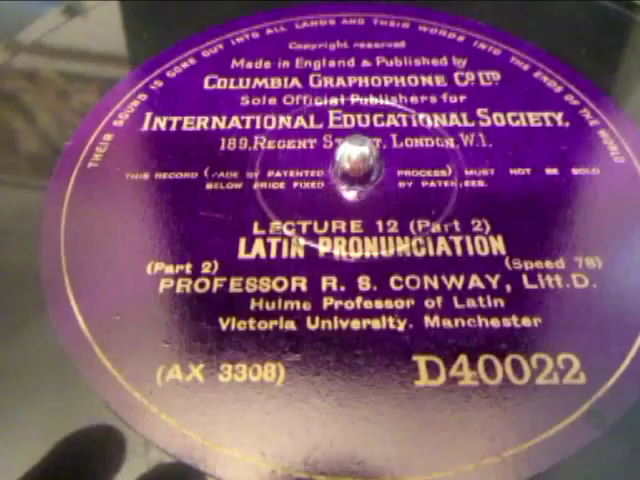 THEIR SOUND IS GONE OUT INTO ALL LANDS AND THEIR WORDS INTO THE ENDS OF THE WORLD
Copyright reserved
Made in England & Published by
COLUMBIA GRAPHOPHONE Co LTD
Sole Official Publishers for
INTERNATIONAL EDUCATIONAL SOCIETY,
189, REGENT LONDON, W.1.
THIS RECORD BY PATENTED PROCESS) MUST NOT BE SOLD
BELOW PRICE FIXED BY
LECTURE 12 (Part 2)
LATIN PRONUNCIATION
(Part 2) (Speed 78)
PROFESSOR R. S. CONWAY, Litt.D.
Hulme Professor of Latin
Victoria University, Manchester
(AX 3308) D40022